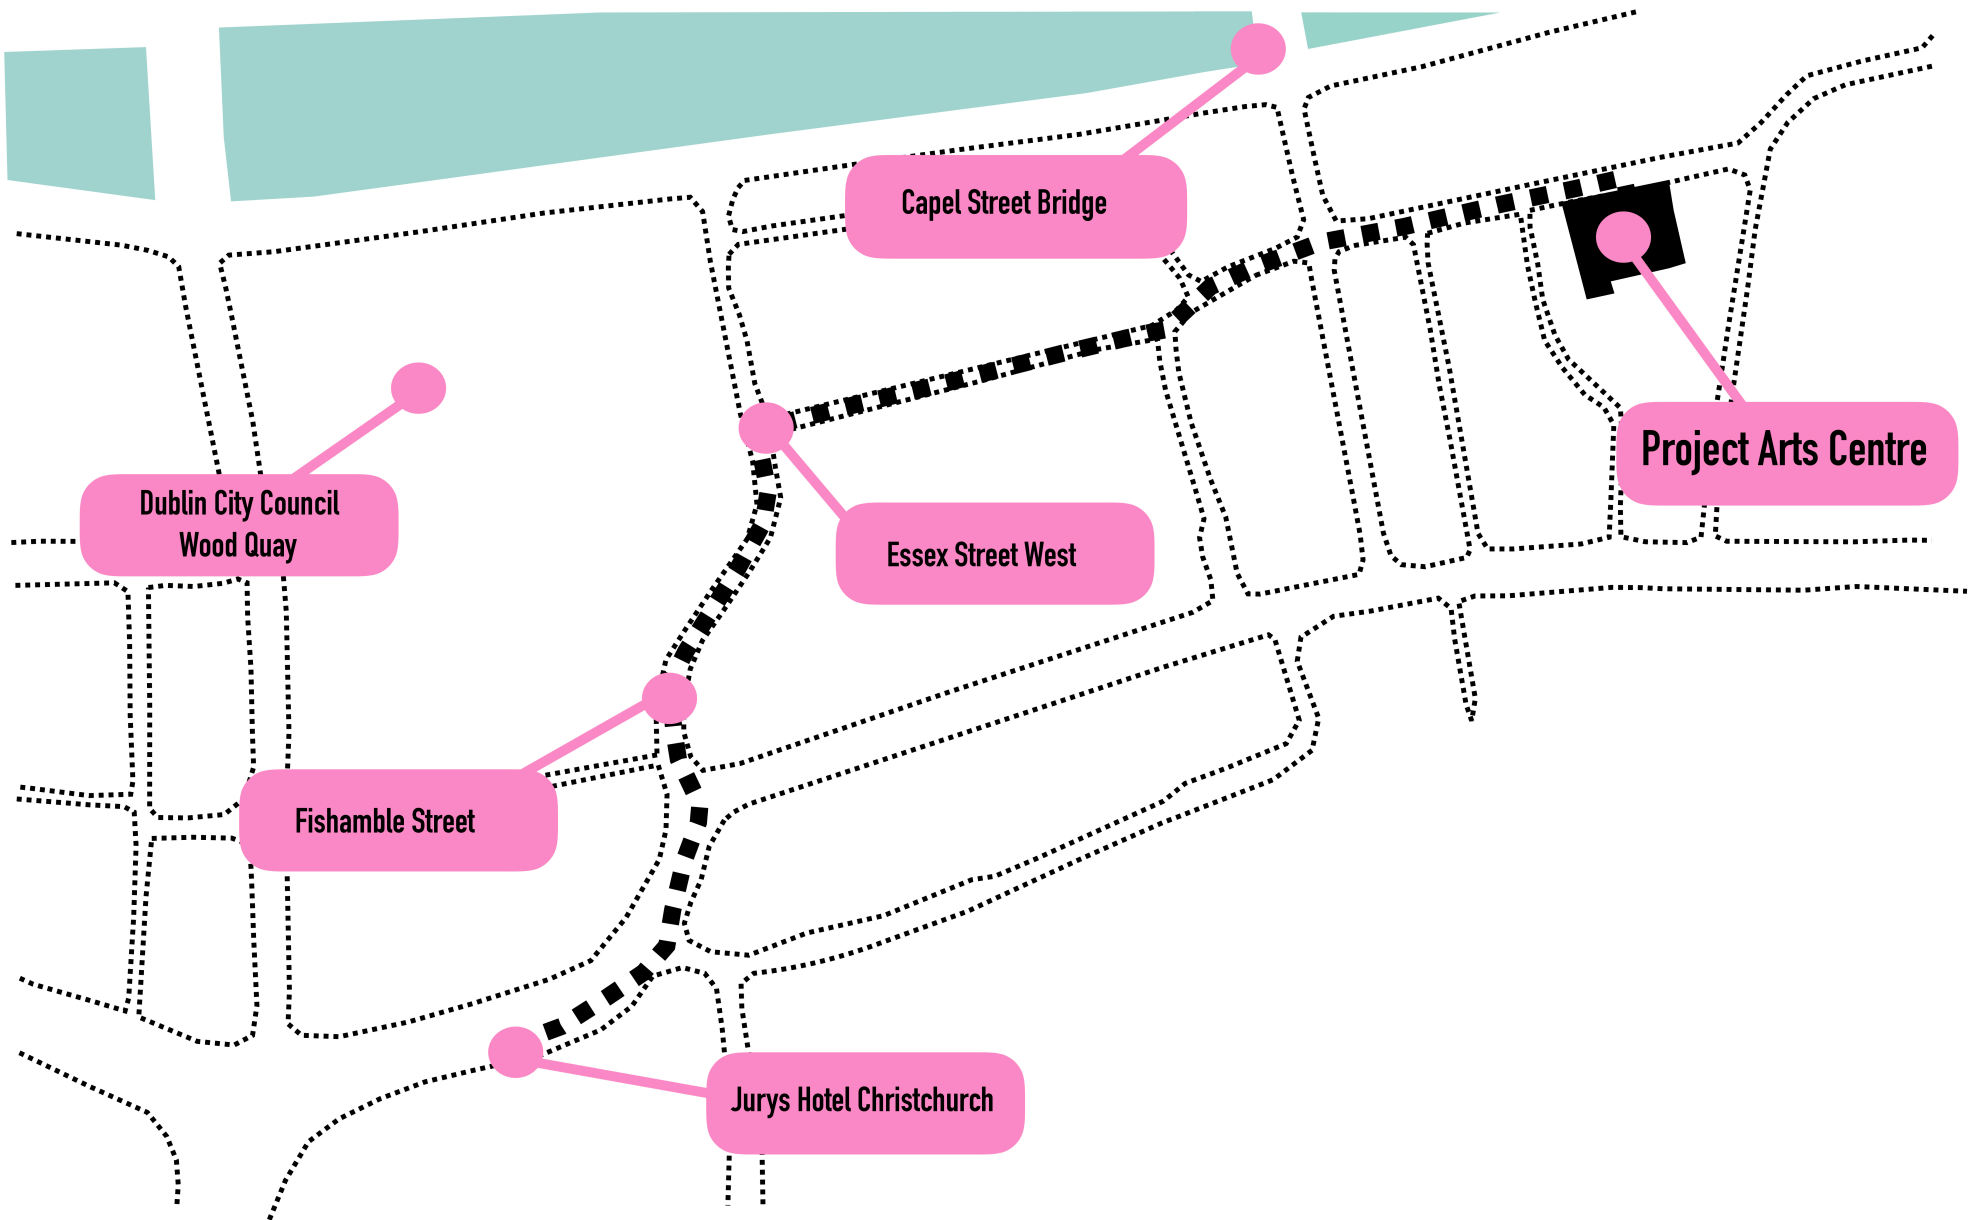 Capel Street Bridge
Project Arts Centre
Dublin City Council
Wood Quay
Essex Street West
Fishamble Street
Jurys Hotel Christchurch